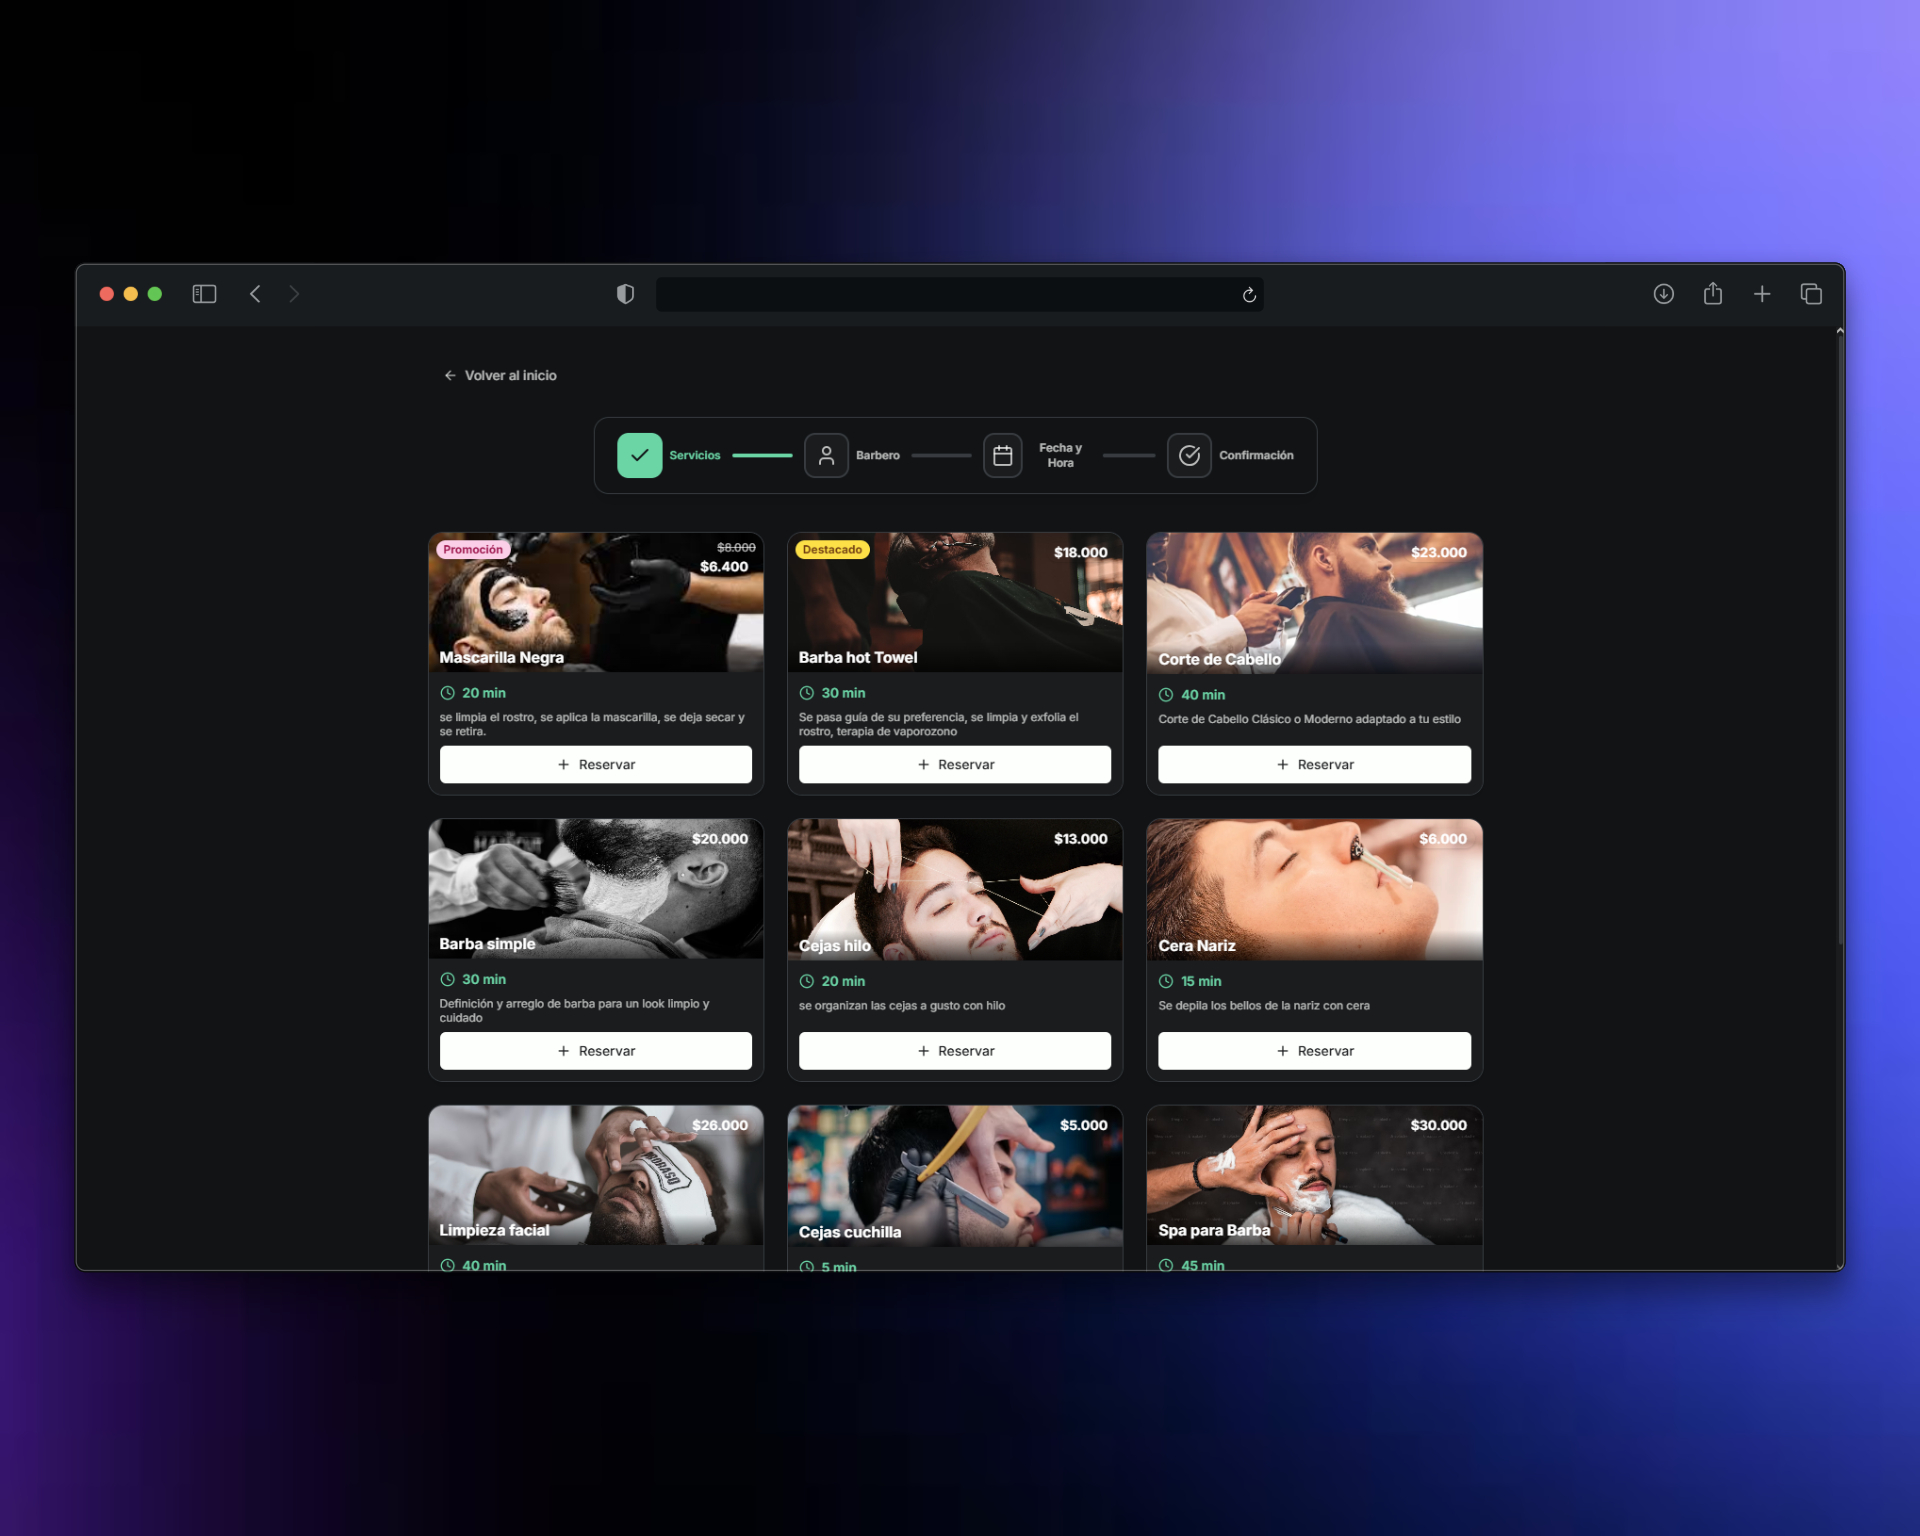 Volver al inicio
Servicios
Barbero
Fecha y
Hora
Confirmación
Promoción
$8.000
$6.400
Mascarilla Negra
20 min
se limpia el rostro, se aplica la mascarilla, se deja secar y
se retira.
Reservar
Destacado
$18.000
Barba hot Towel
30 min
Se pasa guía de su preferencia, se limpia y exfolia el
rostro, terapia de vaporozono
Reservar
$23.000
Corte de Cabello
40 min
Corte de Cabello Clásico o Moderno adaptado a tu estilo
Reservar
$20.000
Barba simple
30 min
Definición y arreglo de barba para un look limpio y
cuidado
Reservar
$13.000
Cejas hilo
20 min
se organizan las cejas a gusto con hilo
Reservar
$6.000
Cera Nariz
15 min
Se depila los bellos de la nariz con cera
Reservar
$26.000
PRORASO
Limpieza facial
40 min
$5.000
Cejas cuchilla
5 min
$30.000
Spa para Barba
45 min